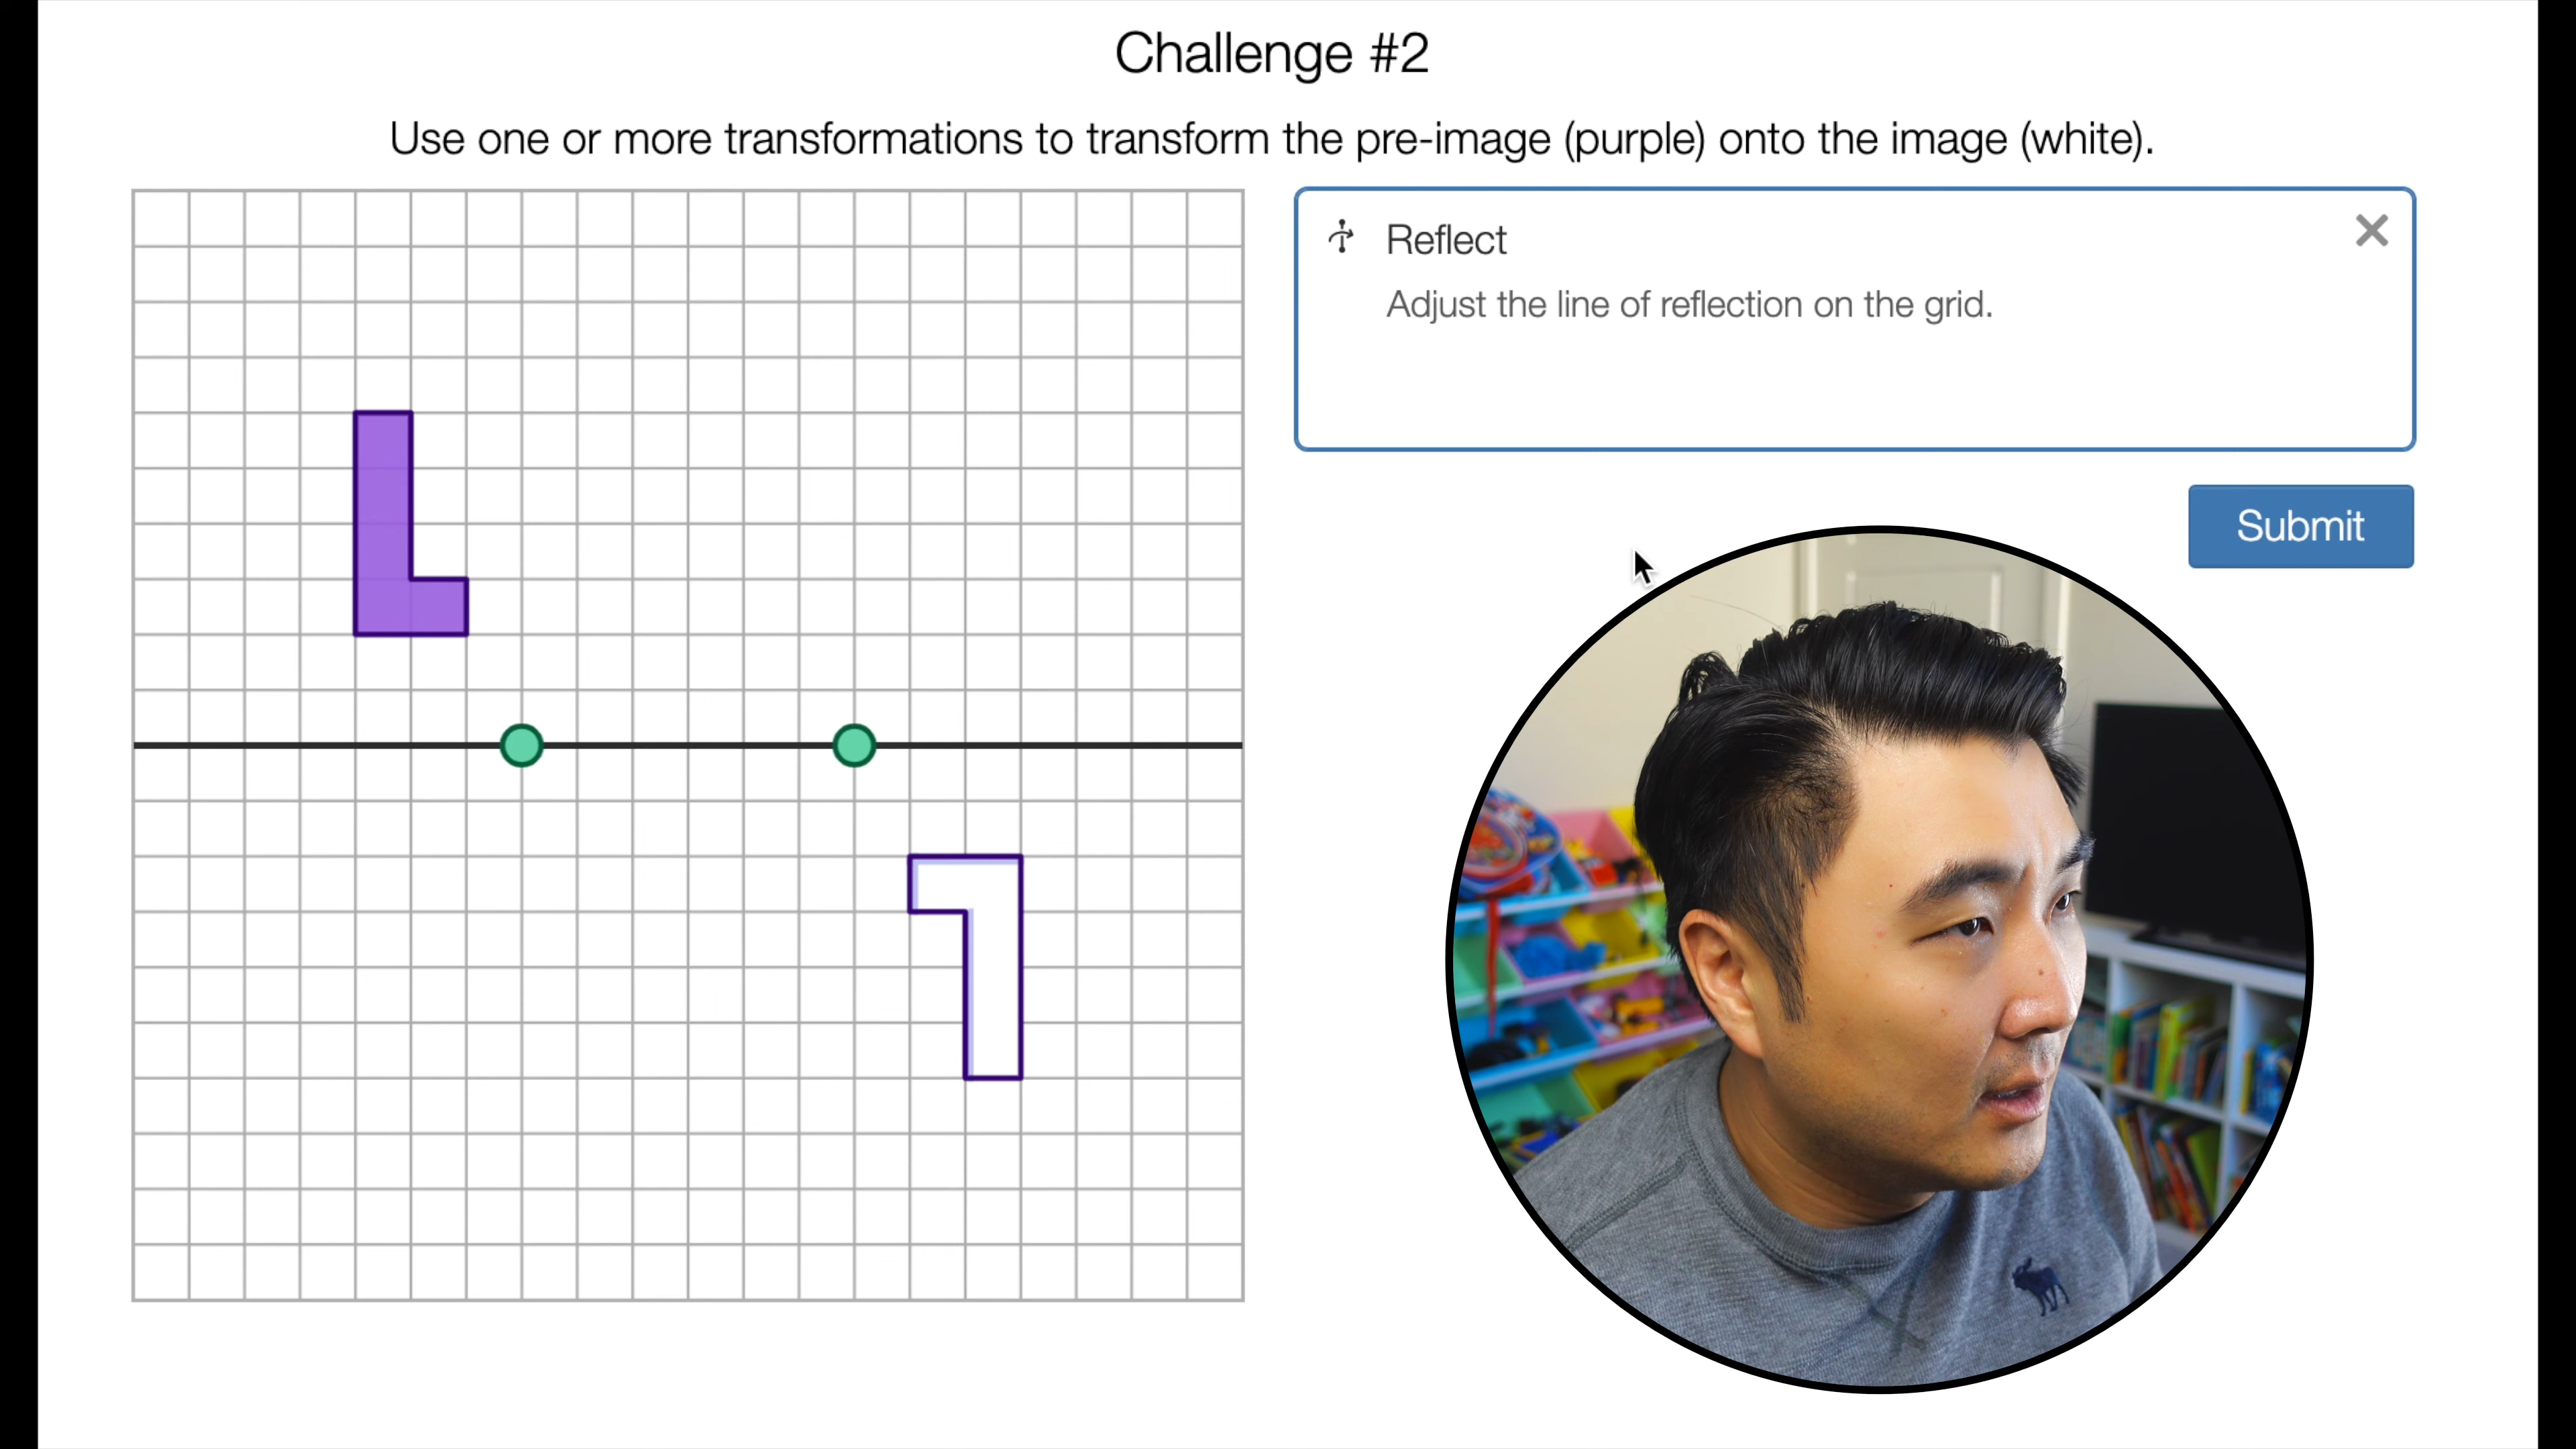 Challenge #2
Use one or more transformations to transform the pre-image (purple) onto the image (white).
Reflect
Adjust the line of reflection on the grid.
Submit